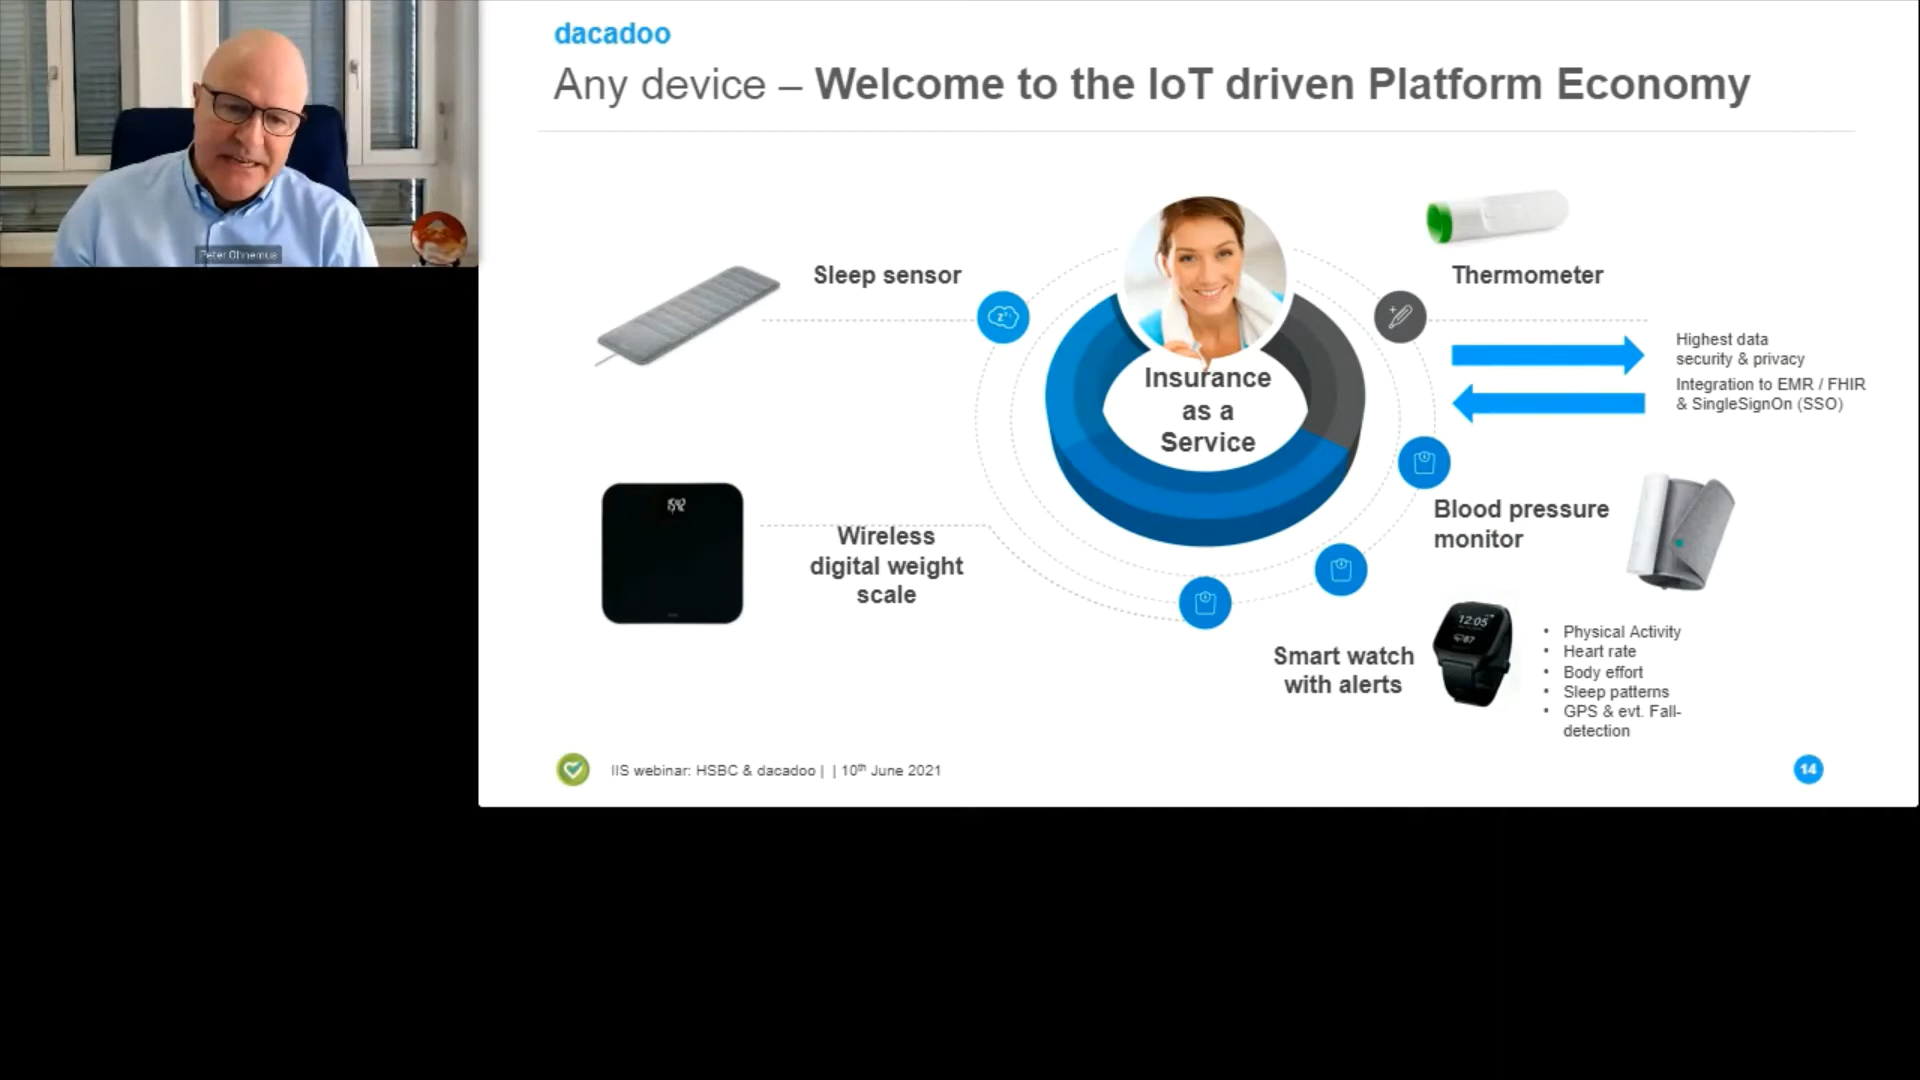 dacadoo
Any device – Welcome to the IoT driven Platform Economy
Peter Ohnemus
Sleep sensor
Thermometer
Highest data
security & privacy
Integration to EMR / FHIR
& SingleSignOn (SSO)
Insurance
as a
Service
Wireless
digital weight
scale
Blood pressure
monitor
12:05
87
Smart watch
with alerts
• Physical Activity
• Heart rate
• Body effort
• Sleep patterns
• GPS & evt. Fall-
detection
IIS webinar: HSBC & dacadoo | | 10th June 2021
14